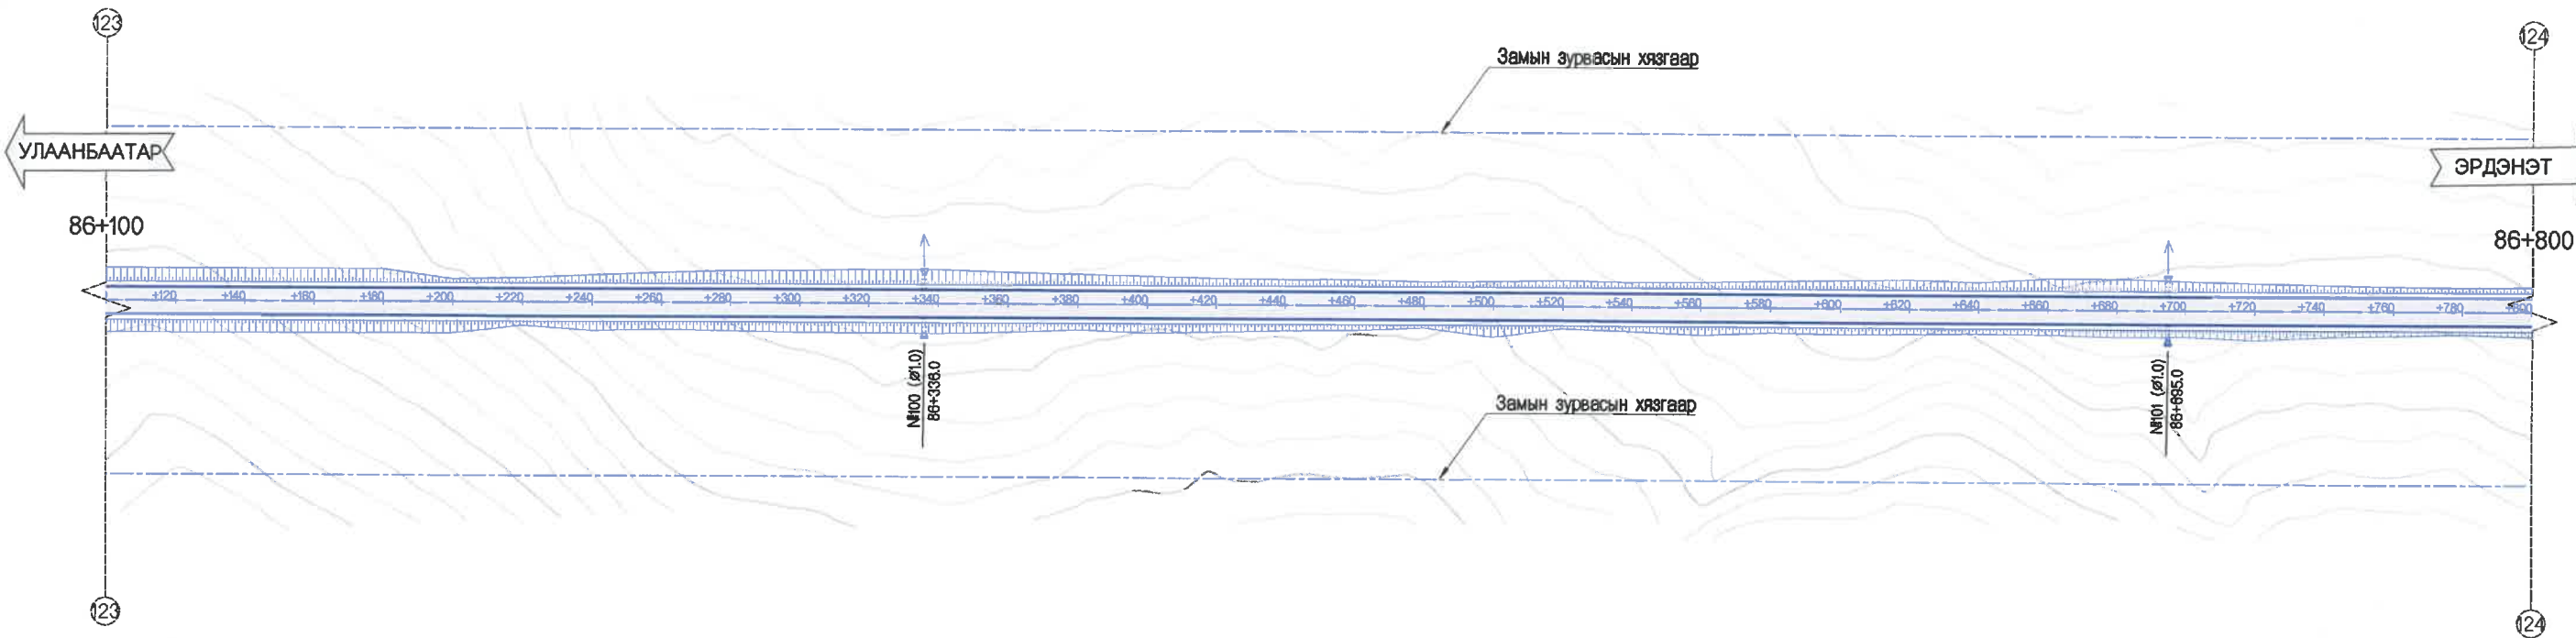 123
124
Замын зурвасын хязгаар
УЛААНБААТАР
ЭРДЭНЭТ
86+100
86+800
+120 +140 +160 +180 +200 +220 +240 +260 +280 +300 +320 +340 +360 +380 +400 +420 +440 +460 +480 +500 +520 +540 +560 +580 +600 +620 +640 +660 +680 +700 +720 +740 +760 +780 +800
№100 (ø1.0)
86+336.0
№101 (ø1.0)
86+695.0
Замын зурвасын хязгаар
123
124